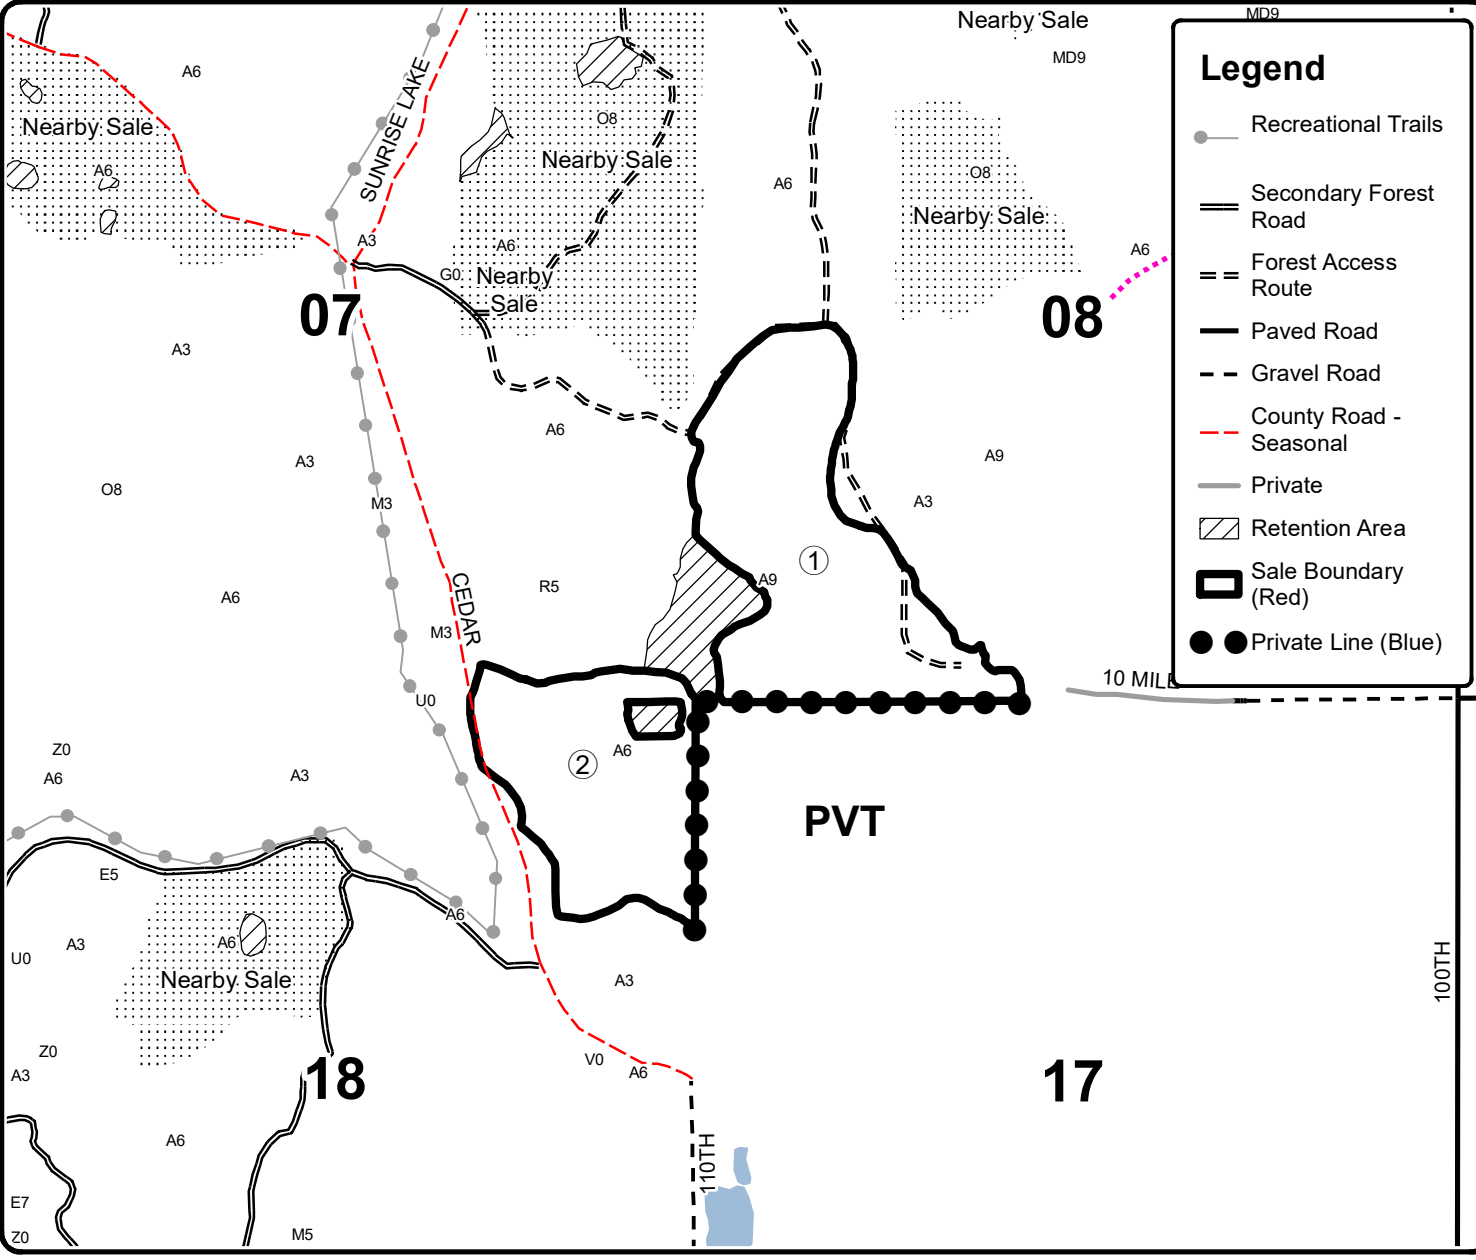 Nearby Sale
MD9
MD9
A6
SUNRISE LAKE
O8
Nearby Sale
Nearby Sale
A6
A6
O8
Nearby Sale
A3
A6
A6
G0
Nearby
Sale
07
08
A3
A6
A9
A3
O8
M3
A3
1
A9
R5
A6
CEDAR
M3
U0
10 MILE
Z0
A6
A3
2
A6
PVT
E5
A6
A3
A6
U0
Nearby Sale
A3
100TH
Z0
A3
V0
A6
18
17
A6
110TH
E7
Z0
M5
Legend
Recreational Trails
Secondary Forest
Road
Forest Access
Route
Paved Road
Gravel Road
County Road -
Seasonal
Private
Retention Area
Sale Boundary
(Red)
Private Line (Blue)